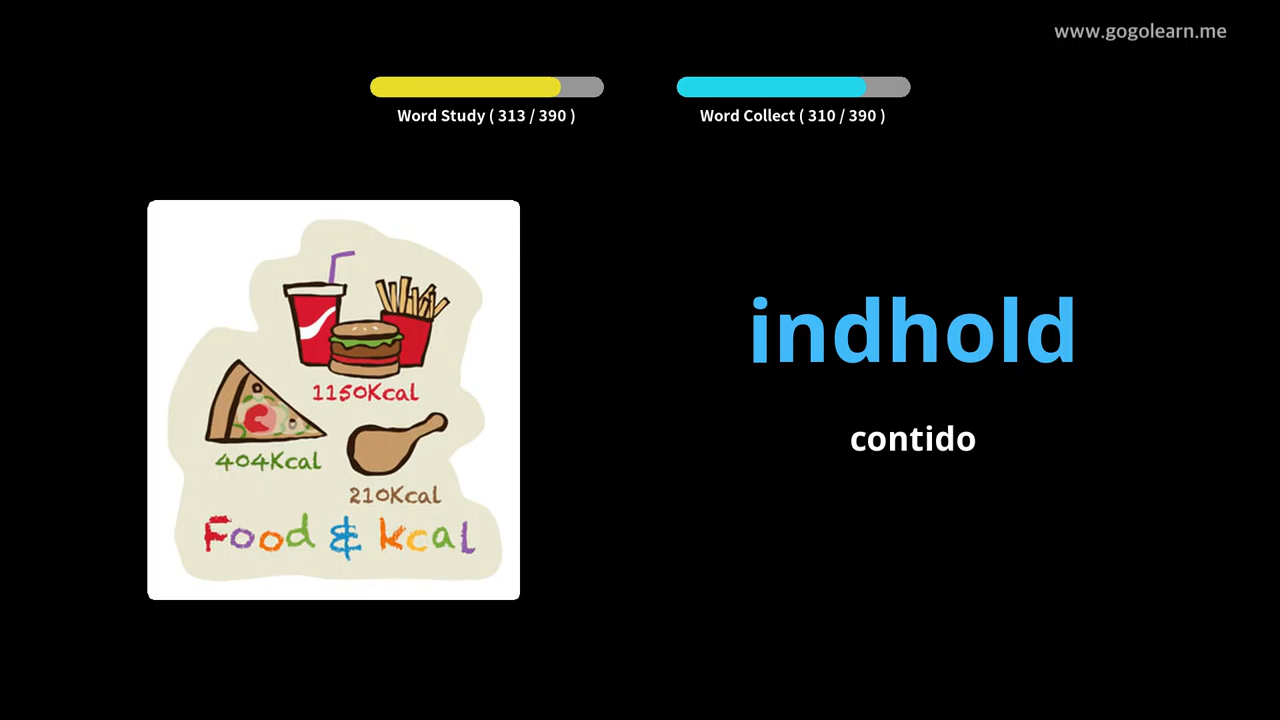 www.gogolearn.me
Word Study ( 313 / 390 )
Word Collect ( 310 / 390 )
1150Kcal
404Kcal
210Kcal
Food & kcal
indhold
contido